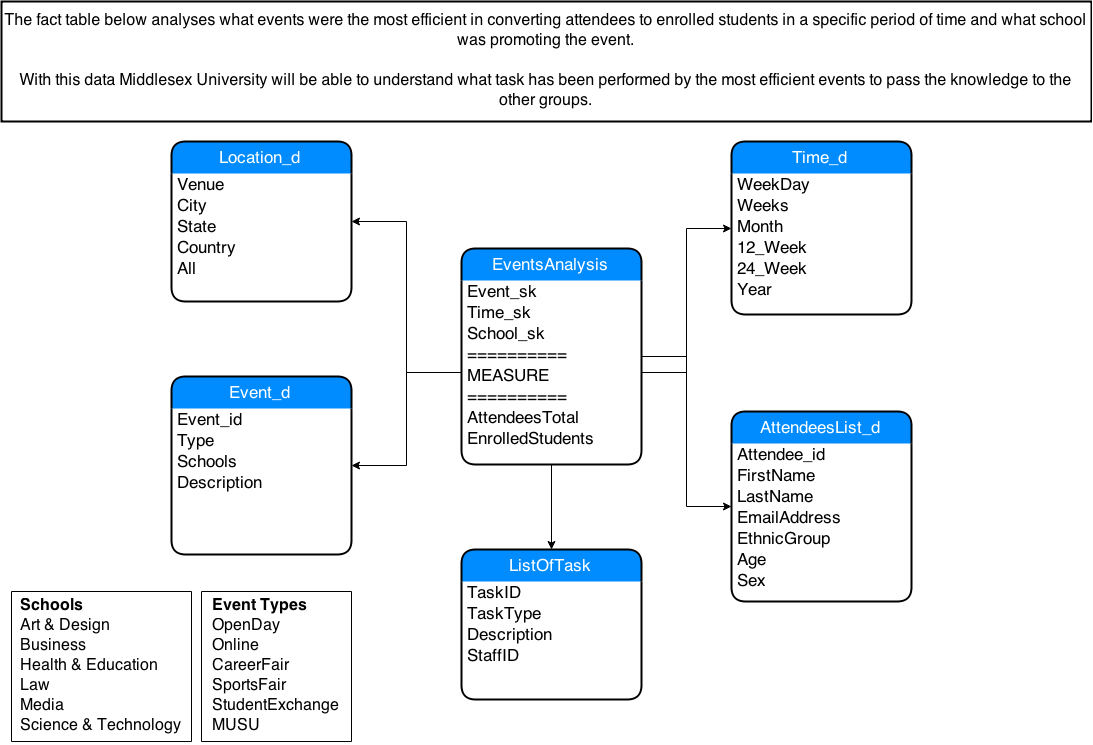 The fact table below analyses what events were the most efficient in converting attendees to enrolled students in a specific period of time and what school
was promoting the event.
With this data Middlesex University will be able to understand what task has been performed by the most efficient events to pass the knowledge to the
other groups.
Location_d
Venue
City
State
Country
All
Time_d
WeekDay
Weeks
Month
12_Week
24_Week
Year
EventsAnalysis
Event_sk
Time_sk
School_sk
==========
MEASURE
==========
AttendeesTotal
EnrolledStudents
Event_d
Event_id
Type
Schools
Description
AttendeesList_d
Attendee_id
FirstName
LastName
EmailAddress
EthnicGroup
Age
Sex
ListOfTask
TaskID
TaskType
Description
StaffID
Schools
Art & Design
Business
Health & Education
Law
Media
Science & Technology
Event Types
OpenDay
Online
CareerFair
SportsFair
StudentExchange
MUSU